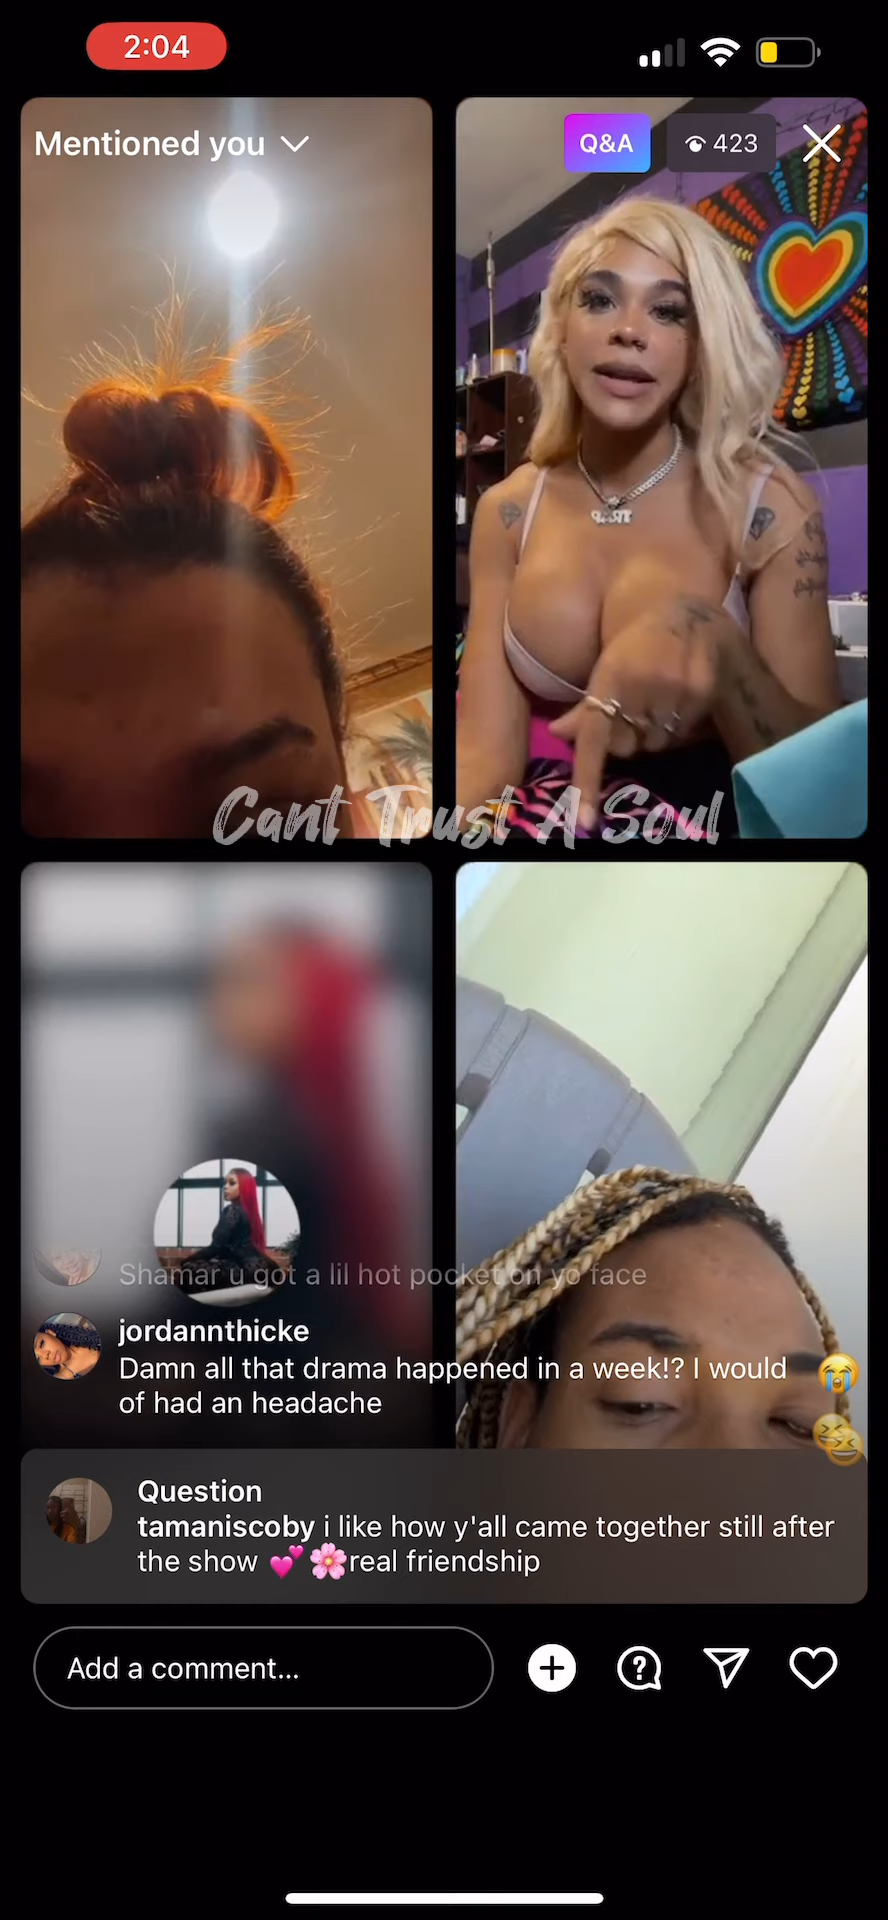 2:04
Mentioned you
Q&A
423
Cant Trust A Soul
Shamar u got a lil hot pocket on yo face
jordannthicke
Damn all that drama happened in a week!? I would
of had an headache
Question
tamaniscoby i like how y'all came together still after
the show 💕🌸real friendship
Add a comment...